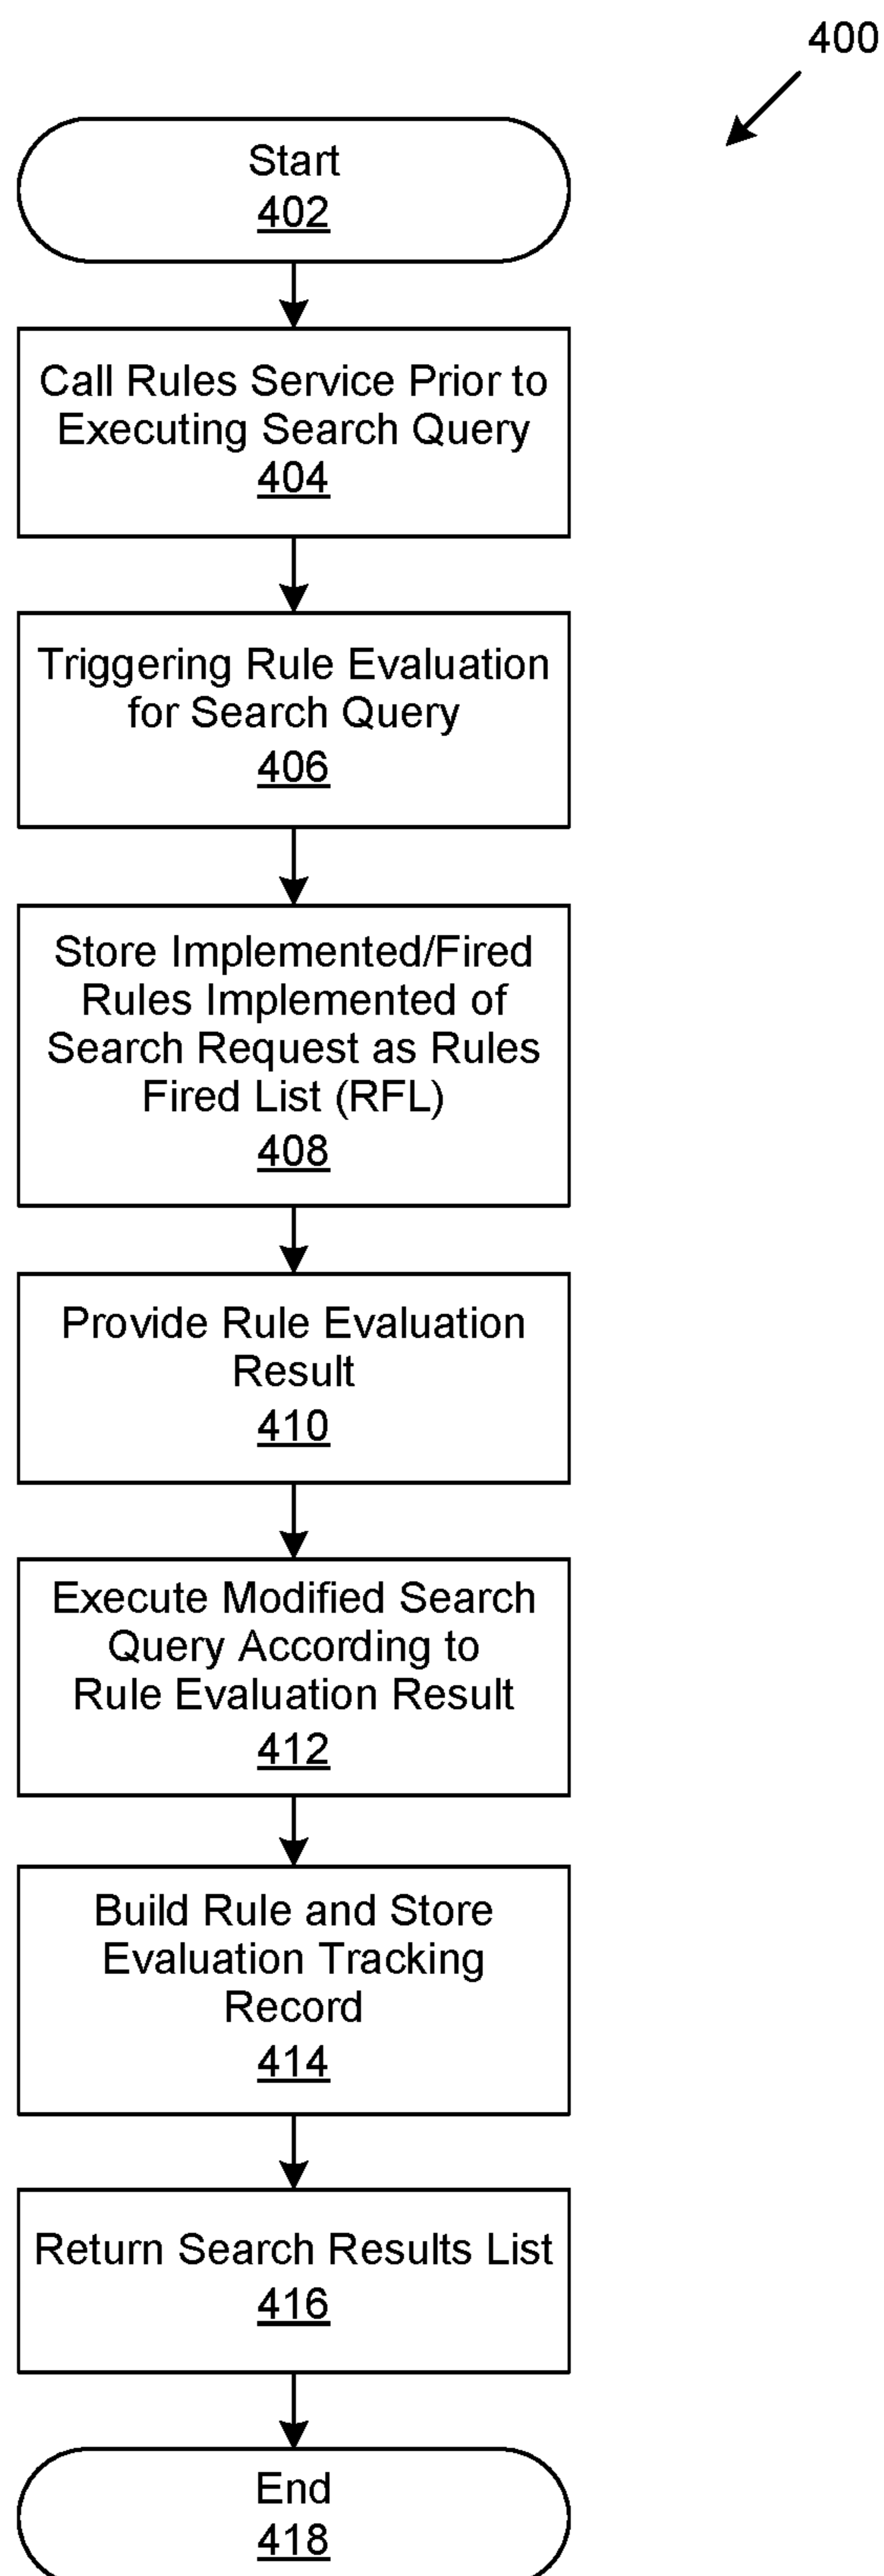 400
Start
402
Call Rules Service Prior to
Executing Search Query
404
Triggering Rule Evaluation
for Search Query
406
Store Implemented/Fired
Rules Implemented of
Search Request as Rules
Fired List (RFL)
408
Provide Rule Evaluation
Result
410
Execute Modified Search
Query According to
Rule Evaluation Result
412
Build Rule and Store
Evaluation Tracking
Record
414
Return Search Results List
416
End
418